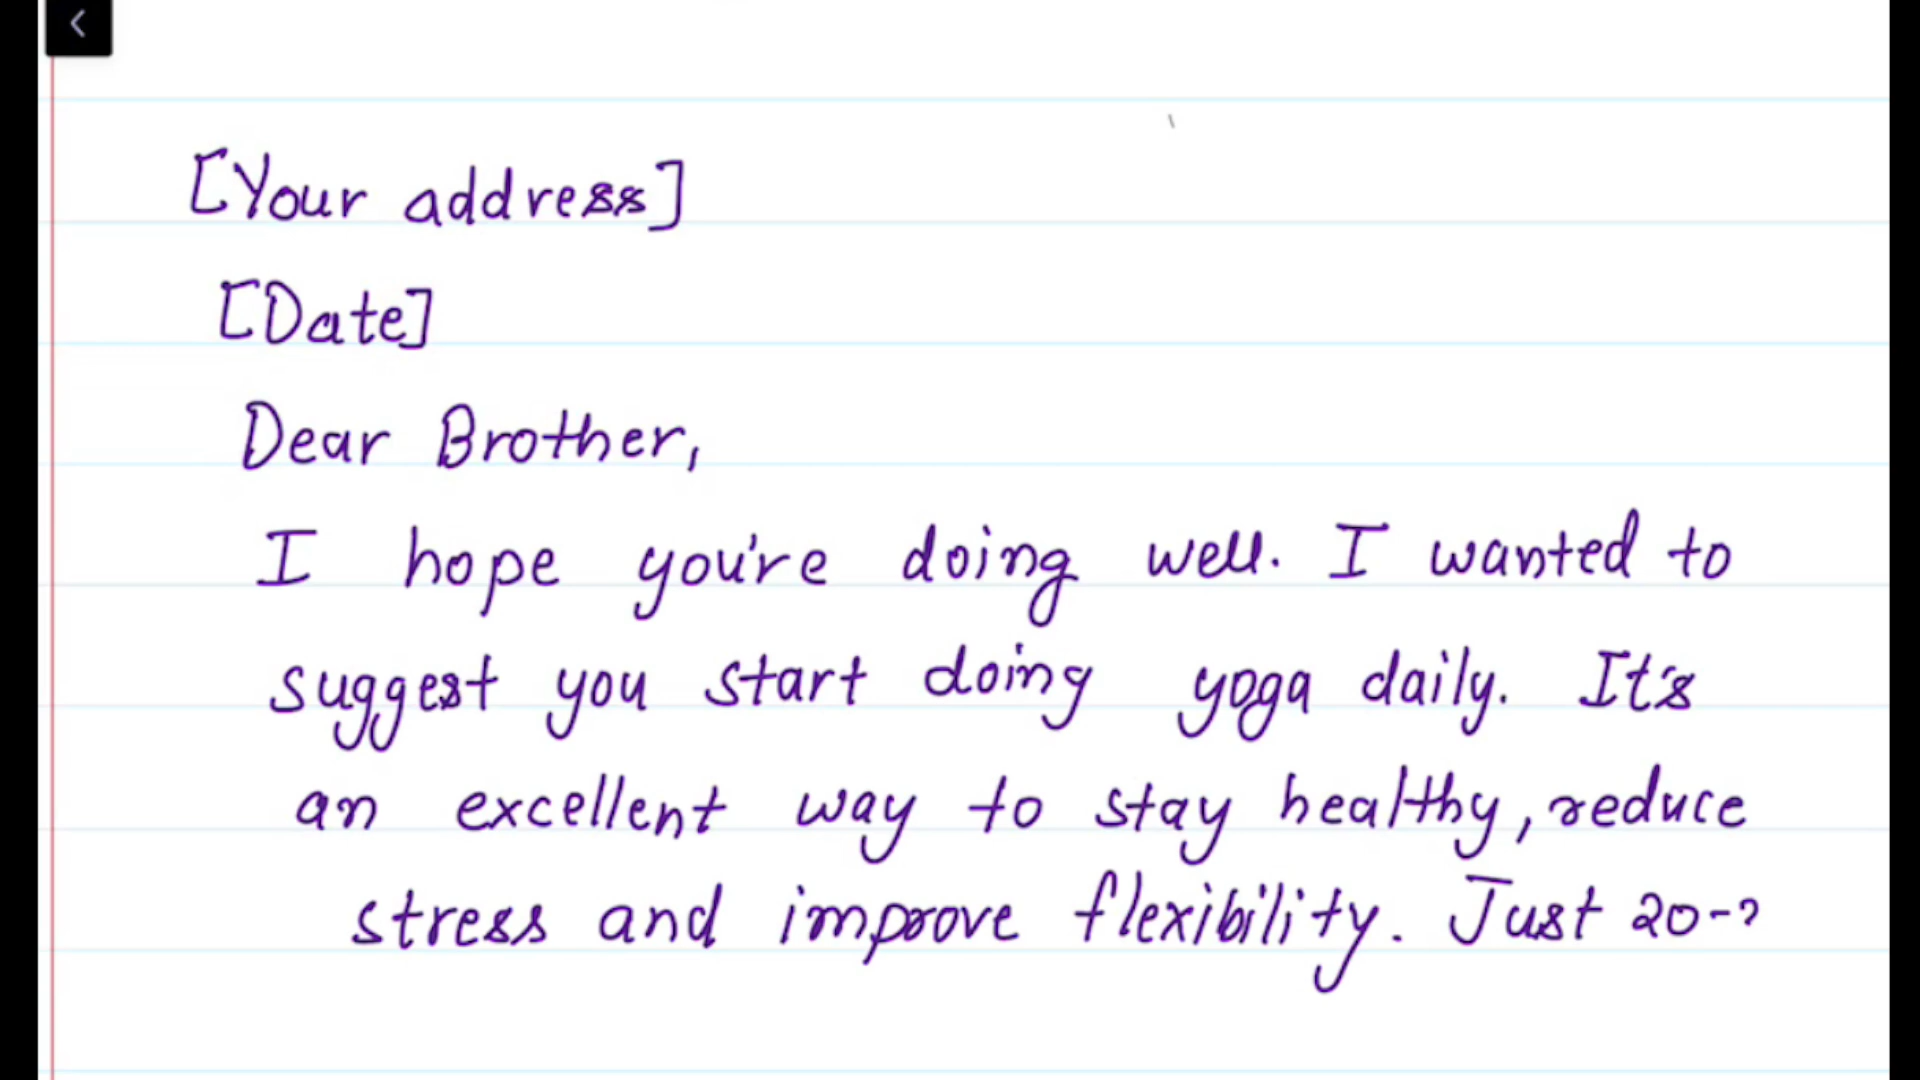 [Your address]
[Date]
Dear Brother,
I hope you're doing well. I wanted to
suggest you start doing yoga daily. It's
an excellent way to stay healthy, reduce
stress and improve flexibility. Just 20-